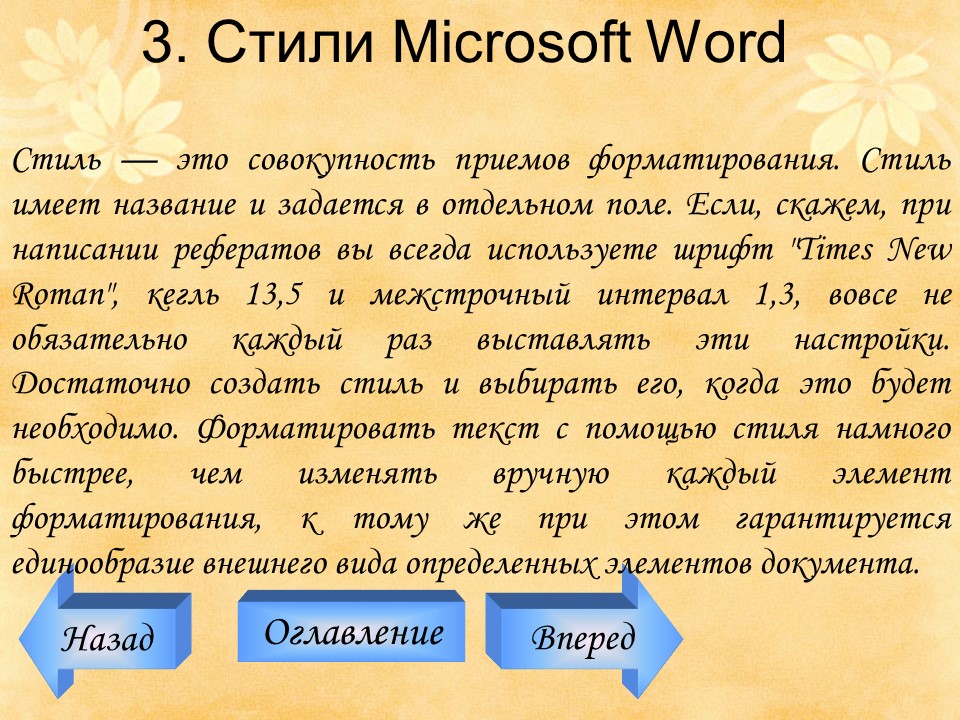 3. Стили Microsoft Word
Стиль — это совокупность приемов форматирования. Стиль
имеет название и задается в отдельном поле. Если, скажем, при
написании рефератов вы всегда используете шрифт "Times New
Roman", кегль 13,5 и межстрочный интервал 1,3, вовсе не
обязательно каждый раз выставлять эти настройки.
Достаточно создать стиль и выбирать его, когда это будет
необходимо. Форматировать текст с помощью стиля намного
быстрее, чем изменять вручную каждый элемент
форматирования, к тому же при этом гарантируется
единообразие внешнего вида определенных элементов документа.
Назад
Оглавление
Вперед